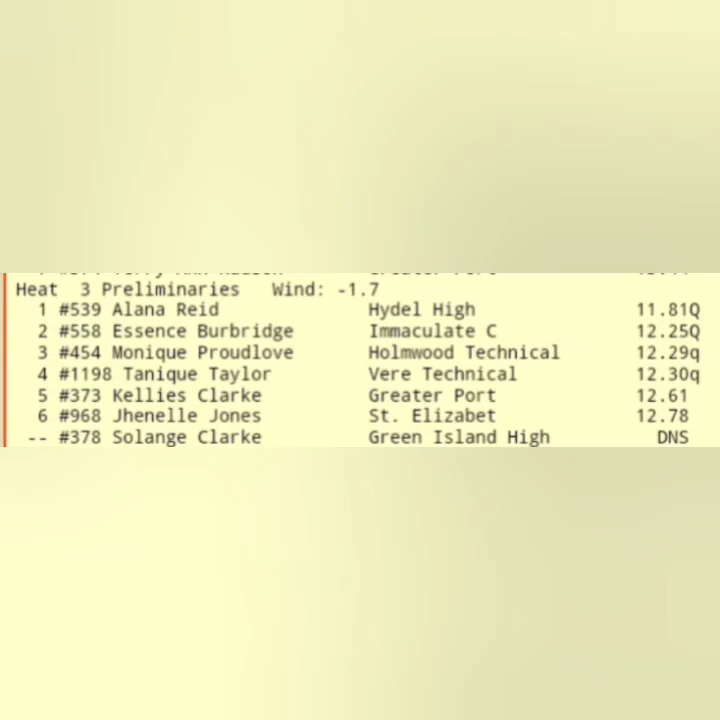 Heat 3 Preliminaries Wind: -1.7
1 #539 Alana Reid Hydel High 11.81Q
2 #558 Essence Burbridge Immaculate C 12.25Q
3 #454 Monique Proudlove Holmwood Technical 12.29q
4 #1198 Tanique Taylor Vere Technical 12.30q
5 #373 Kellies Clarke Greater Port 12.61
6 #968 Jhenelle Jones St. Elizabet 12.78
-- #378 Solange Clarke Green Island High DNS